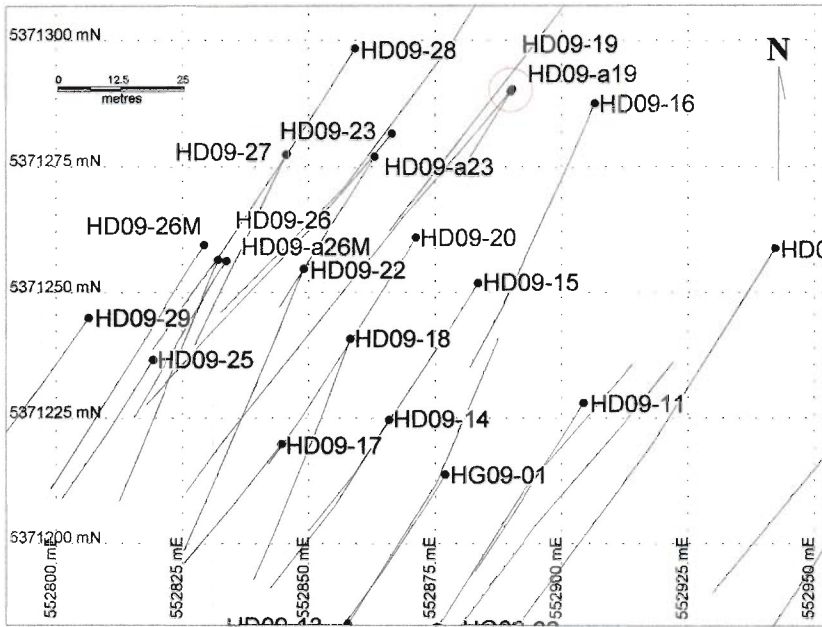 5371300 mN
HD09-28
HD09-19
N
HD09-a19
0 12.5 25
metres
HD09-16
HD09-23
HD09-27
HD09-a23
5371275 mN
HD09-26M
HD09-26
HD09-20
HD09-a26M
HD09-22
HD0
HD09-15
5371250 mN
HD09-29
HD09-18
HD09-25
HD09-11
5371225 mN
HD09-14
HD09-17
HG09-01
5371200 mN
552800 mE
552825 mE
552850 mE
552875 mE
552900 mE
552925 mE
552950 mE